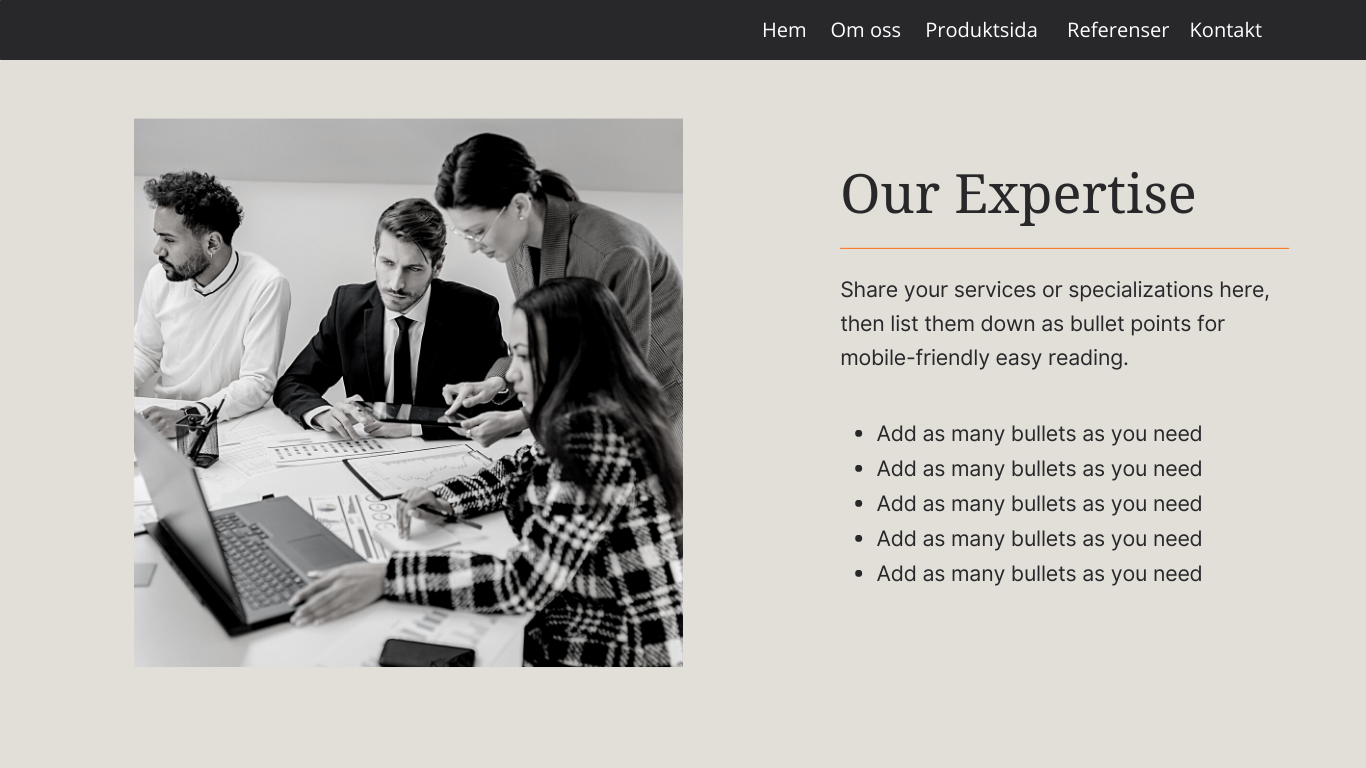 Hem Om oss Produktsida Referenser Kontakt
Our Expertise
Share your services or specializations here,
then list them down as bullet points for
mobile-friendly easy reading.
• Add as many bullets as you need
• Add as many bullets as you need
• Add as many bullets as you need
• Add as many bullets as you need
• Add as many bullets as you need